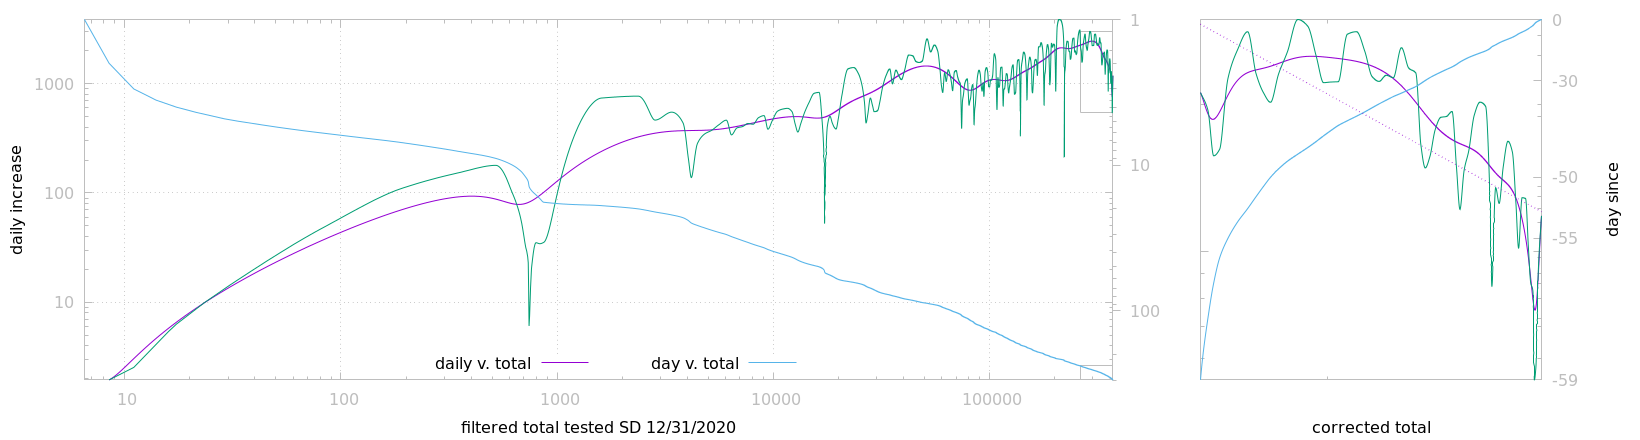 daily increase
1000
100
10
10
100
1000
10000
100000
filtered total tested SD 12/31/2020
daily v. total
day v. total
1
10
100
corrected total
0
-30
-50
-55
-59
day since